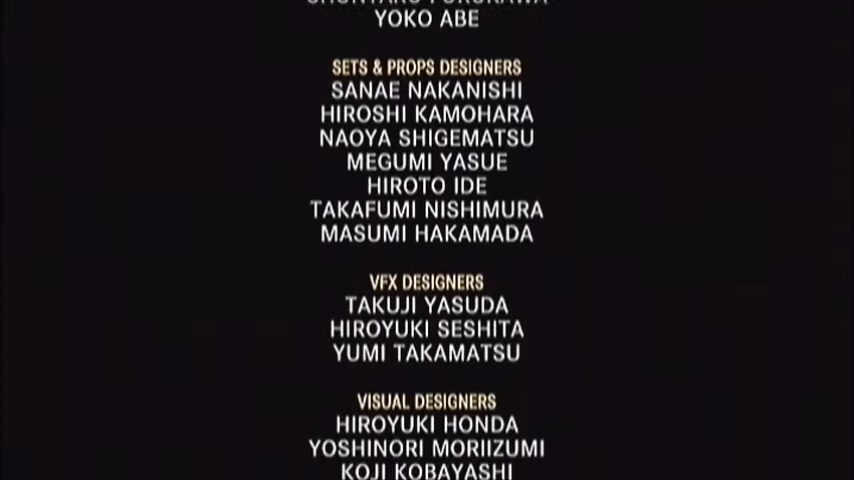 YOKO ABE
SETS & PROPS DESIGNERS
SANAE NAKANISHI
HIROSHI KAMOHARA
NAOYA SHIGEMATSU
MEGUMI YASUE
HIROTO IDE
TAKAFUMI NISHIMURA
MASUMI HAKAMADA
VFX DESIGNERS
TAKUJI YASUDA
HIROYUKI SESHITA
YUMI TAKAMATSU
VISUAL DESIGNERS
HIROYUKI HONDA
YOSHINORI MORIIZUMI
KOJI KOBAYASHI